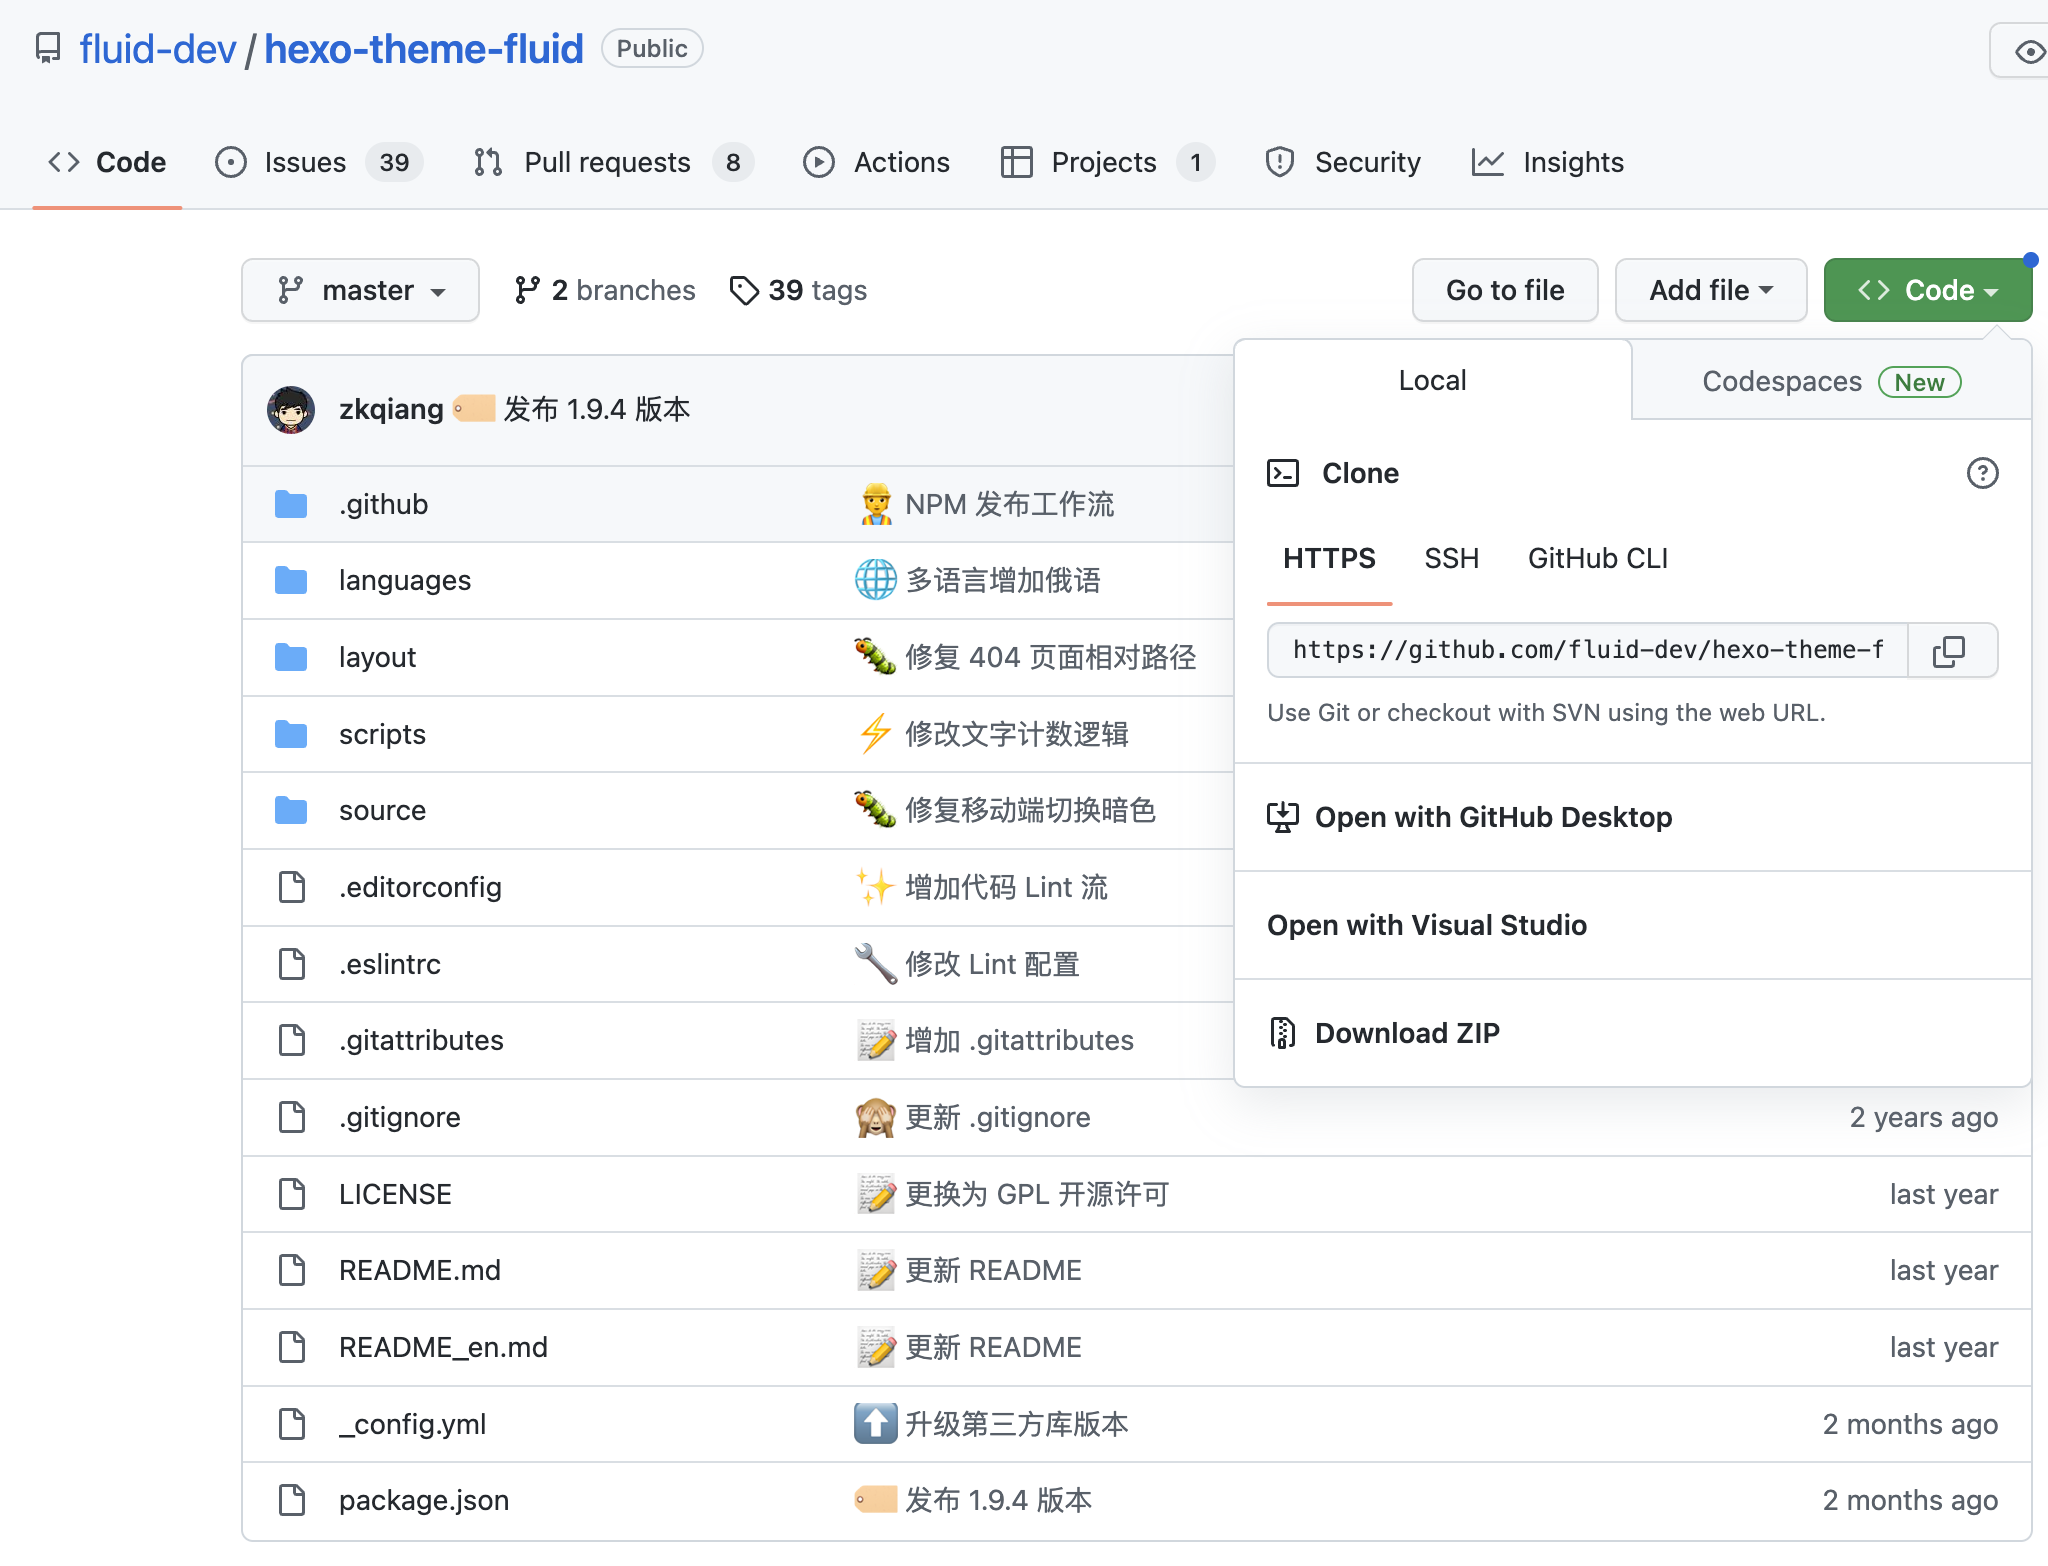 fluid-dev / hexo-theme-fluid Public
Code Issues 39 Pull requests 8 Actions Projects 1 Security Insights
master 2 branches 39 tags Go to file Add file Code
zkqiang 发布 1.9.4 版本
Local Codespaces New
Clone
HTTPS SSH GitHub CLI
https://github.com/fluid-dev/hexo-theme-f
Use Git or checkout with SVN using the web URL.
Open with GitHub Desktop
Open with Visual Studio
Download ZIP
.github NPM 发布工作流
languages 多语言增加俄语
layout 修复 404 页面相对路径
scripts 修改文字计数逻辑
source 修复移动端切换暗色
.editorconfig 增加代码 Lint 流
.eslintrc 修改 Lint 配置
.gitattributes 增加 .gitattributes
.gitignore 更新 .gitignore 2 years ago
LICENSE 更换为 GPL 开源许可 last year
README.md 更新 README last year
README_en.md 更新 README last year
_config.yml 升级第三方库版本 2 months ago
package.json 发布 1.9.4 版本 2 months ago